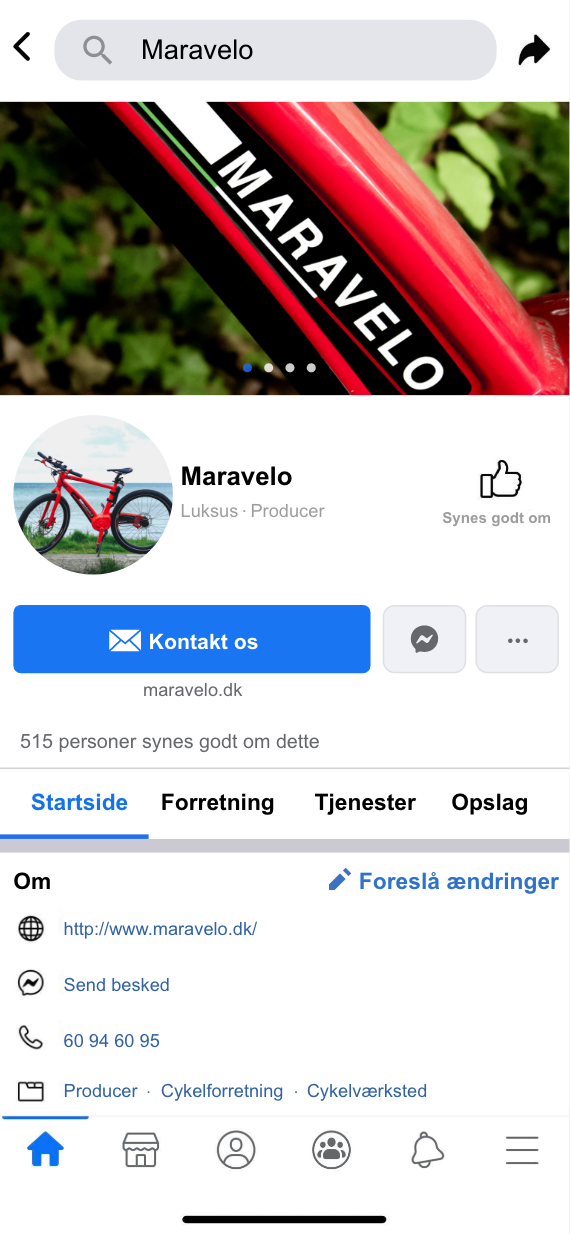 Maravelo
MARAVELO
Maravelo
Luksus · Producer
Synes godt om
Kontakt os
maravelo.dk
515 personer synes godt om dette
Startside Forretning Tjenester Opslag
Om Foreslå ændringer
http://www.maravelo.dk/
Send besked
60 94 60 95
Producer · Cykelforretning · Cykelværksted